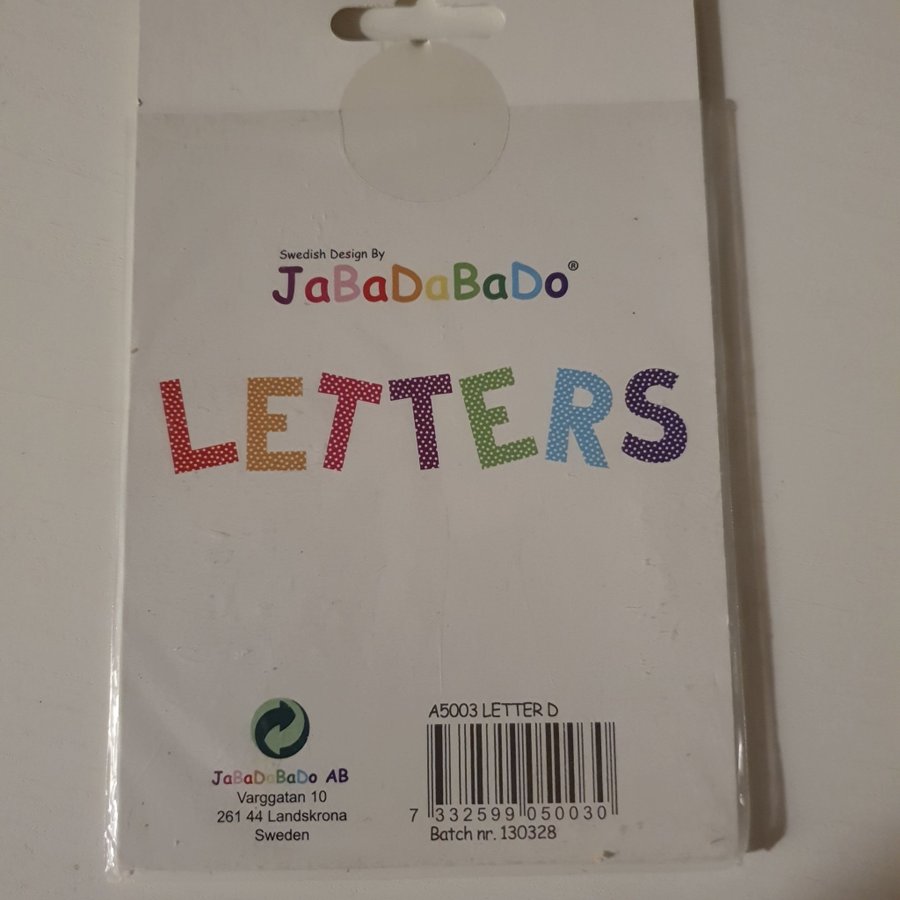 Swedish Design By
JaBaDaBaDo®
LETTERS
A5003 LETTER D
7 332599 050030
Batch nr. 130328
JaBaDaBaDo AB
Varggatan 10
261 44 Landskrona
Sweden